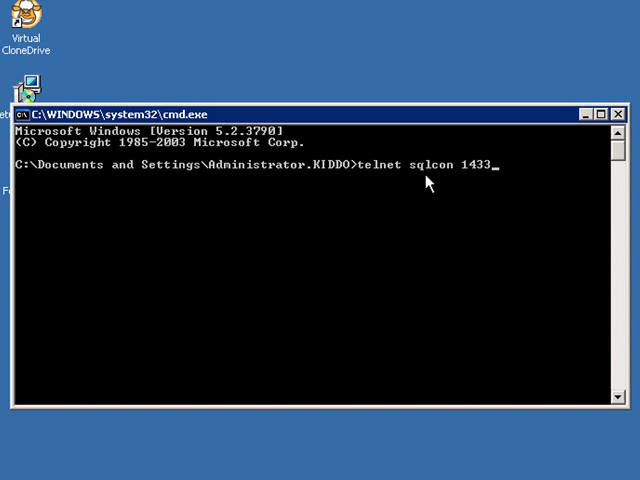 Virtual
CloneDrive
C:\WINDOWS\system32\cmd.exe
Microsoft Windows [Version 5.2.3790]
(C) Copyright 1985-2003 Microsoft Corp.
C:\Documents and Settings\Administrator.KIDDO>telnet sqlcon 1433_